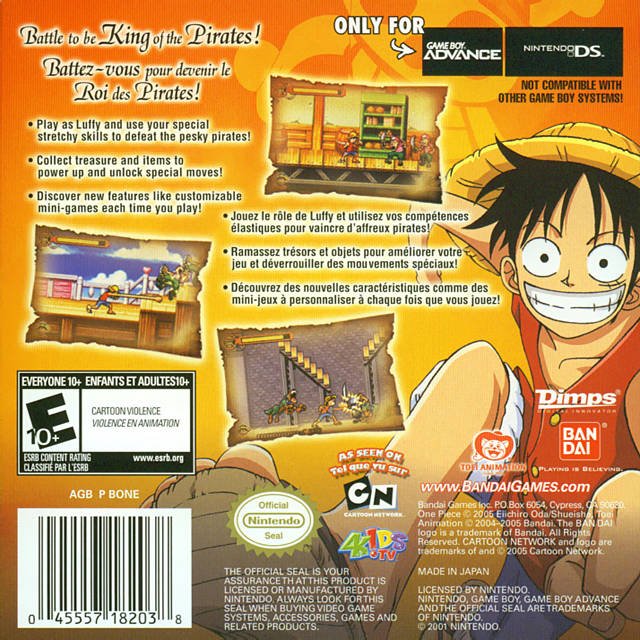 Battle to be King of the Pirates!
Battez-vous pour devenir le
Roi des Pirates!
ONLY FOR
GAME BOY
ADVANCE
NINTENDO DS.
NOT COMPATIBLE WITH
OTHER GAME BOY SYSTEMS!
• Play as Luffy and use your special
stretchy skills to defeat the pesky pirates!
• Collect treasure and items to
power up and unlock special moves!
• Discover new features like customizable
mini-games each time you play!
• Jouez le rôle de Luffy et utilisez vos compétences
élastiques pour vaincre d'affreux pirates!
• Ramassez trésors et objets pour améliorer votre
jeu et déverrouiller des mouvements spéciaux!
• Découvrez des nouvelles caractéristiques comme des
mini-jeux à personnaliser à chaque fois que vous jouez!
EVERYONE 10+ ENFANTS ET ADULTES10+
E
10+
CARTOON VIOLENCE
VIOLENCE EN ANIMATION
ESRB CONTENT RATING
CLASSIFIÉ PAR L'ESRB
www.esrb.org
AGB P BONE
0 45557 18203 8
Official
Nintendo
Seal
AS SEEN ON
Tel que vu sur
CN
CARTOON NETWORK
4KIDS
TV
THE OFFICIAL SEAL IS YOUR
ASSURANCE THAT THIS PRODUCT IS
LICENSED OR MANUFACTURED BY
NINTENDO. ALWAYS LOOK FOR THIS
SEAL WHEN BUYING VIDEO GAME
SYSTEMS, ACCESSORIES, GAMES AND
RELATED PRODUCTS.
Dimps
DIGITAL INNOVATOR
TOEI ANIMATION
BAN
DAI
PLAYING IS BELIEVING.
www.BANDAIGAMES.com
Bandai Games Inc. P.O. Box 6054, Cypress, CA 90620.
One Piece © 2005 Eiichiro Oda/Shueisha, Toei
Animation © 2004-2005 Bandai. The BAN DAI
logo is a trademark of Bandai. All Rights
Reserved. CARTOON NETWORK and logo are
trademarks of and © 2005 Cartoon Network.
MADE IN JAPAN
LICENSED BY NINTENDO.
NINTENDO, GAME BOY, GAME BOY ADVANCE
AND THE OFFICIAL SEAL ARE TRADEMARKS
OF NINTENDO.
© 2001 NINTENDO.